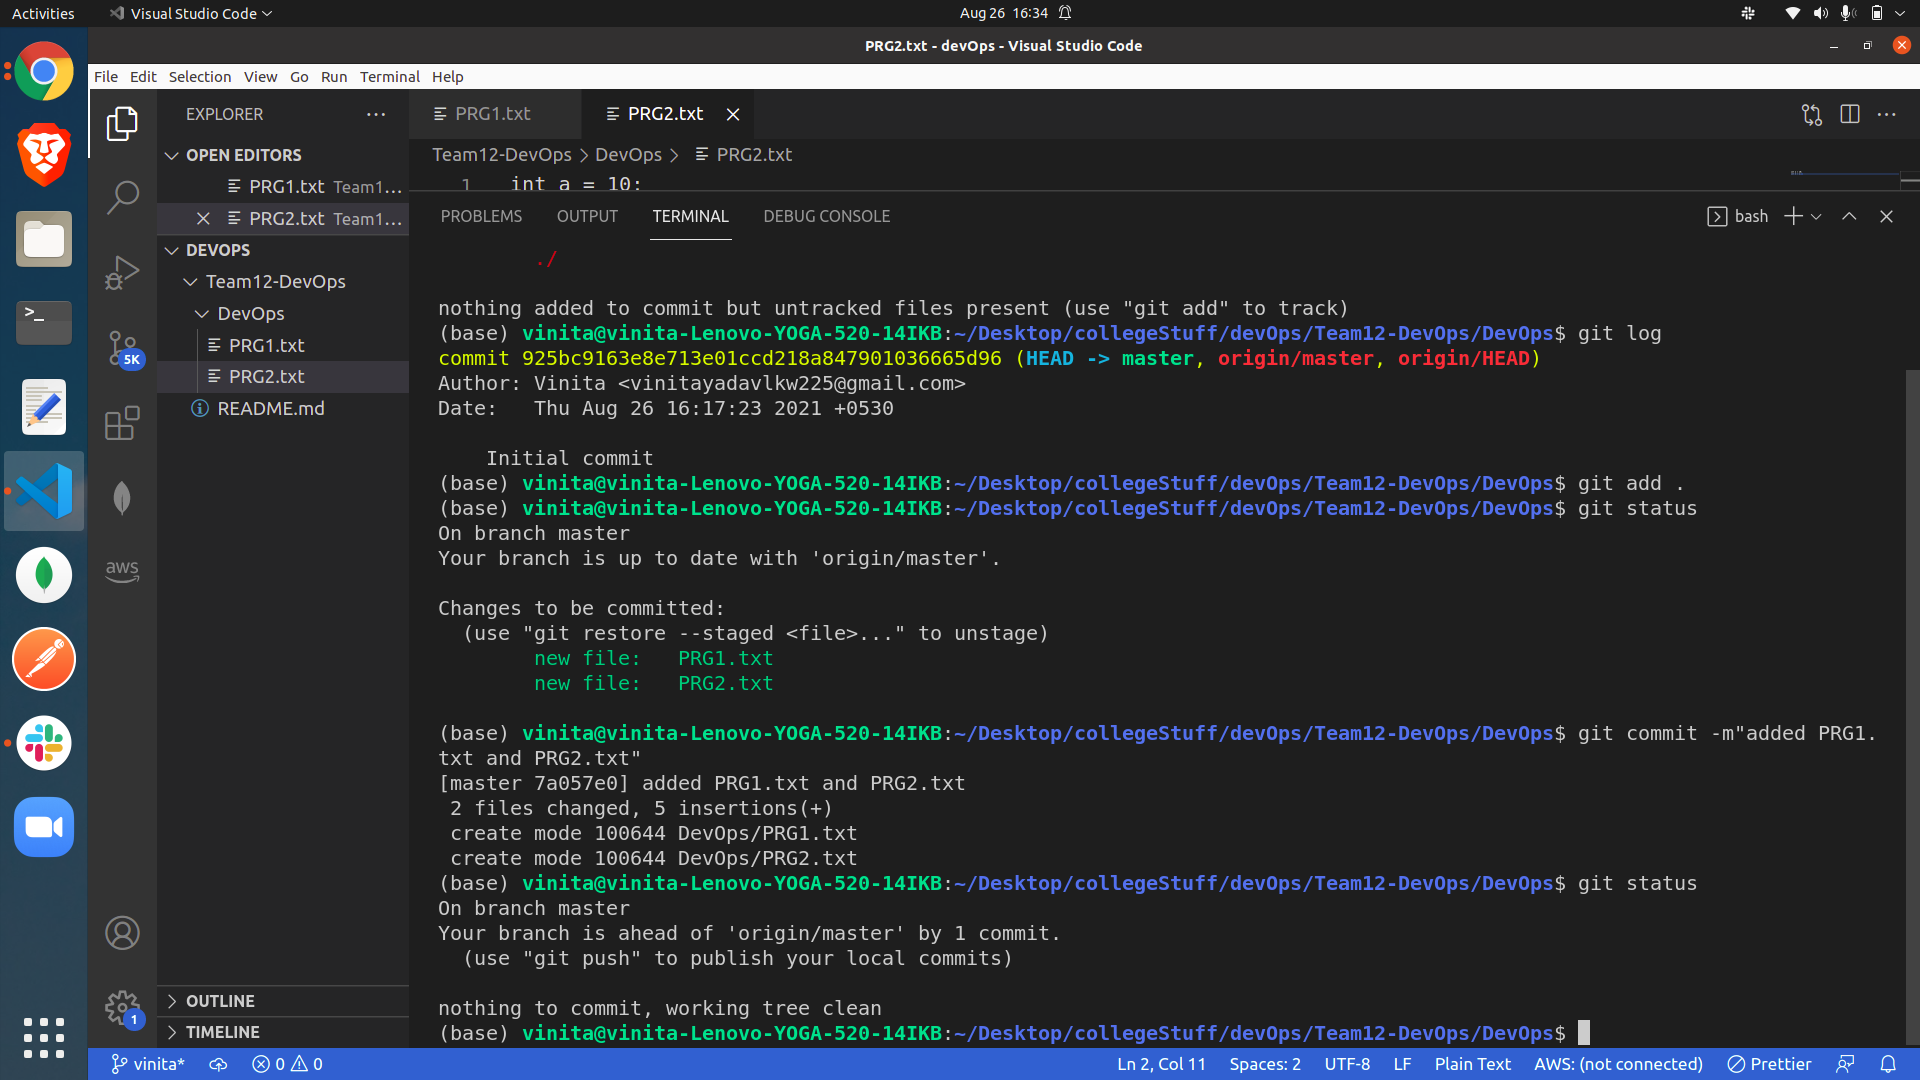 Activities
Visual Studio Code
Aug 26 16:34
PRG2.txt - devOps - Visual Studio Code
File Edit Selection View Go Run Terminal Help
EXPLORER
OPEN EDITORS
PRG1.txt Team1...
PRG2.txt Team1...
DEVOPS
Team12-DevOps
DevOps
PRG1.txt
PRG2.txt
README.md
OUTLINE
TIMELINE
5K
aws
1
PRG1.txt
PRG2.txt
Team12-DevOps > DevOps > PRG2.txt
1 int a = 10;
PROBLEMS OUTPUT TERMINAL DEBUG CONSOLE
bash
./
nothing added to commit but untracked files present (use "git add" to track)
(base) vinita@vinita-Lenovo-YOGA-520-14IKB:~/Desktop/collegeStuff/devOps/Team12-DevOps/DevOps$ git log
commit 925bc9163e8e713e01ccd218a847901036665d96 (HEAD -> master, origin/master, origin/HEAD)
Author: Vinita <vinitayadavlkw225@gmail.com>
Date:   Thu Aug 26 16:17:23 2021 +0530
Initial commit
(base) vinita@vinita-Lenovo-YOGA-520-14IKB:~/Desktop/collegeStuff/devOps/Team12-DevOps/DevOps$ git add .
(base) vinita@vinita-Lenovo-YOGA-520-14IKB:~/Desktop/collegeStuff/devOps/Team12-DevOps/DevOps$ git status
On branch master
Your branch is up to date with 'origin/master'.
Changes to be committed:
(use "git restore --staged <file>..." to unstage)
new file:   PRG1.txt
new file:   PRG2.txt
(base) vinita@vinita-Lenovo-YOGA-520-14IKB:~/Desktop/collegeStuff/devOps/Team12-DevOps/DevOps$ git commit -m"added PRG1.
txt and PRG2.txt"
[master 7a057e0] added PRG1.txt and PRG2.txt
2 files changed, 5 insertions(+)
create mode 100644 DevOps/PRG1.txt
create mode 100644 DevOps/PRG2.txt
(base) vinita@vinita-Lenovo-YOGA-520-14IKB:~/Desktop/collegeStuff/devOps/Team12-DevOps/DevOps$ git status
On branch master
Your branch is ahead of 'origin/master' by 1 commit.
(use "git push" to publish your local commits)
nothing to commit, working tree clean
(base) vinita@vinita-Lenovo-YOGA-520-14IKB:~/Desktop/collegeStuff/devOps/Team12-DevOps/DevOps$
vinita* 0 0
Ln 2, Col 11 Spaces: 2 UTF-8 LF Plain Text AWS: (not connected) Prettier